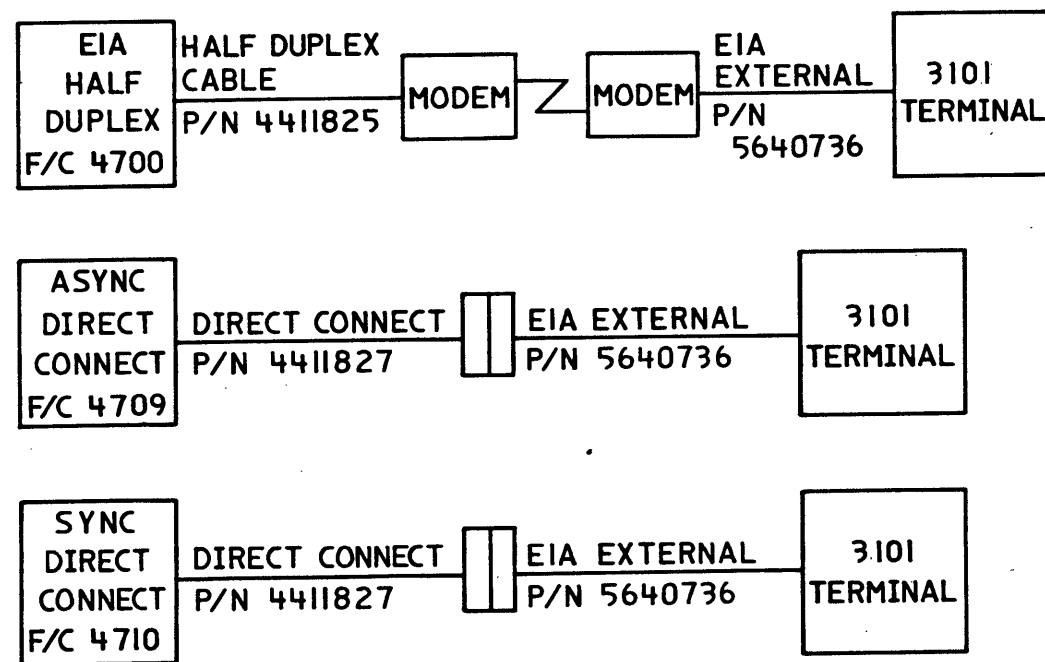 EIA
HALF
DUPLEX
F/C 4700
HALF DUPLEX
CABLE
P/N 4411825
MODEM
MODEM
EIA
EXTERNAL
P/N
5640736
3101
TERMINAL
ASYNC
DIRECT
CONNECT
F/C 4709
DIRECT CONNECT
P/N 4411827
EIA EXTERNAL
P/N 5640736
3101
TERMINAL
SYNC
DIRECT
CONNECT
F/C 4710
DIRECT CONNECT
P/N 4411827
EIA EXTERNAL
P/N 5640736
3101
TERMINAL